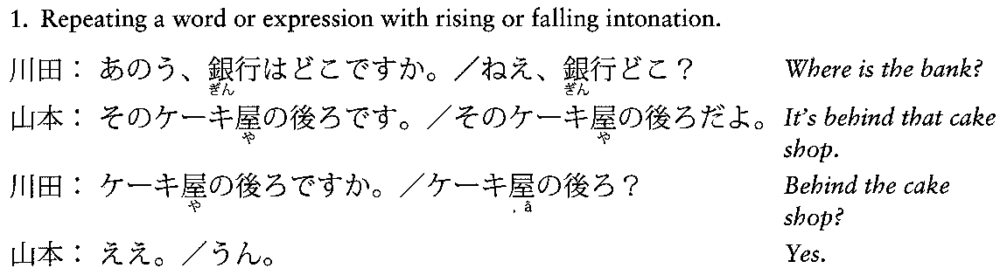 1. Repeating a word or expression with rising or falling intonation.
川田：あのう、銀行はどこですか。／ねえ、銀行どこ？ Where is the bank?
ぎん ぎん
山本：そのケーキ屋の後ろです。／そのケーキ屋の後ろだよ。 It's behind that cake
や や shop.
川田：ケーキ屋の後ろですか。／ケーキ屋の後ろ？ Behind the cake
や shop?
山本：ええ。／うん。 Yes.